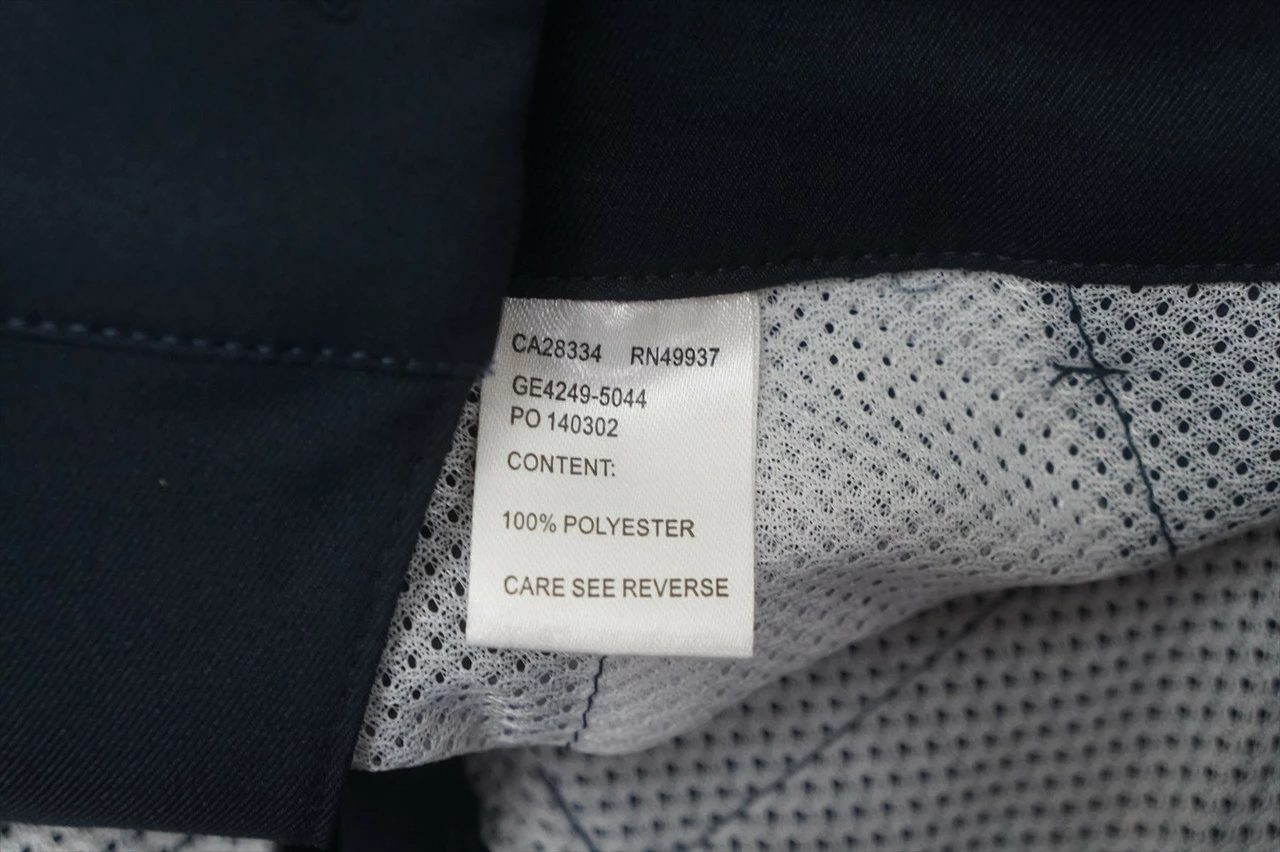 CA28334 RN49937
GE4249-5044
PO 140302
CONTENT:
100% POLYESTER
CARE SEE REVERSE